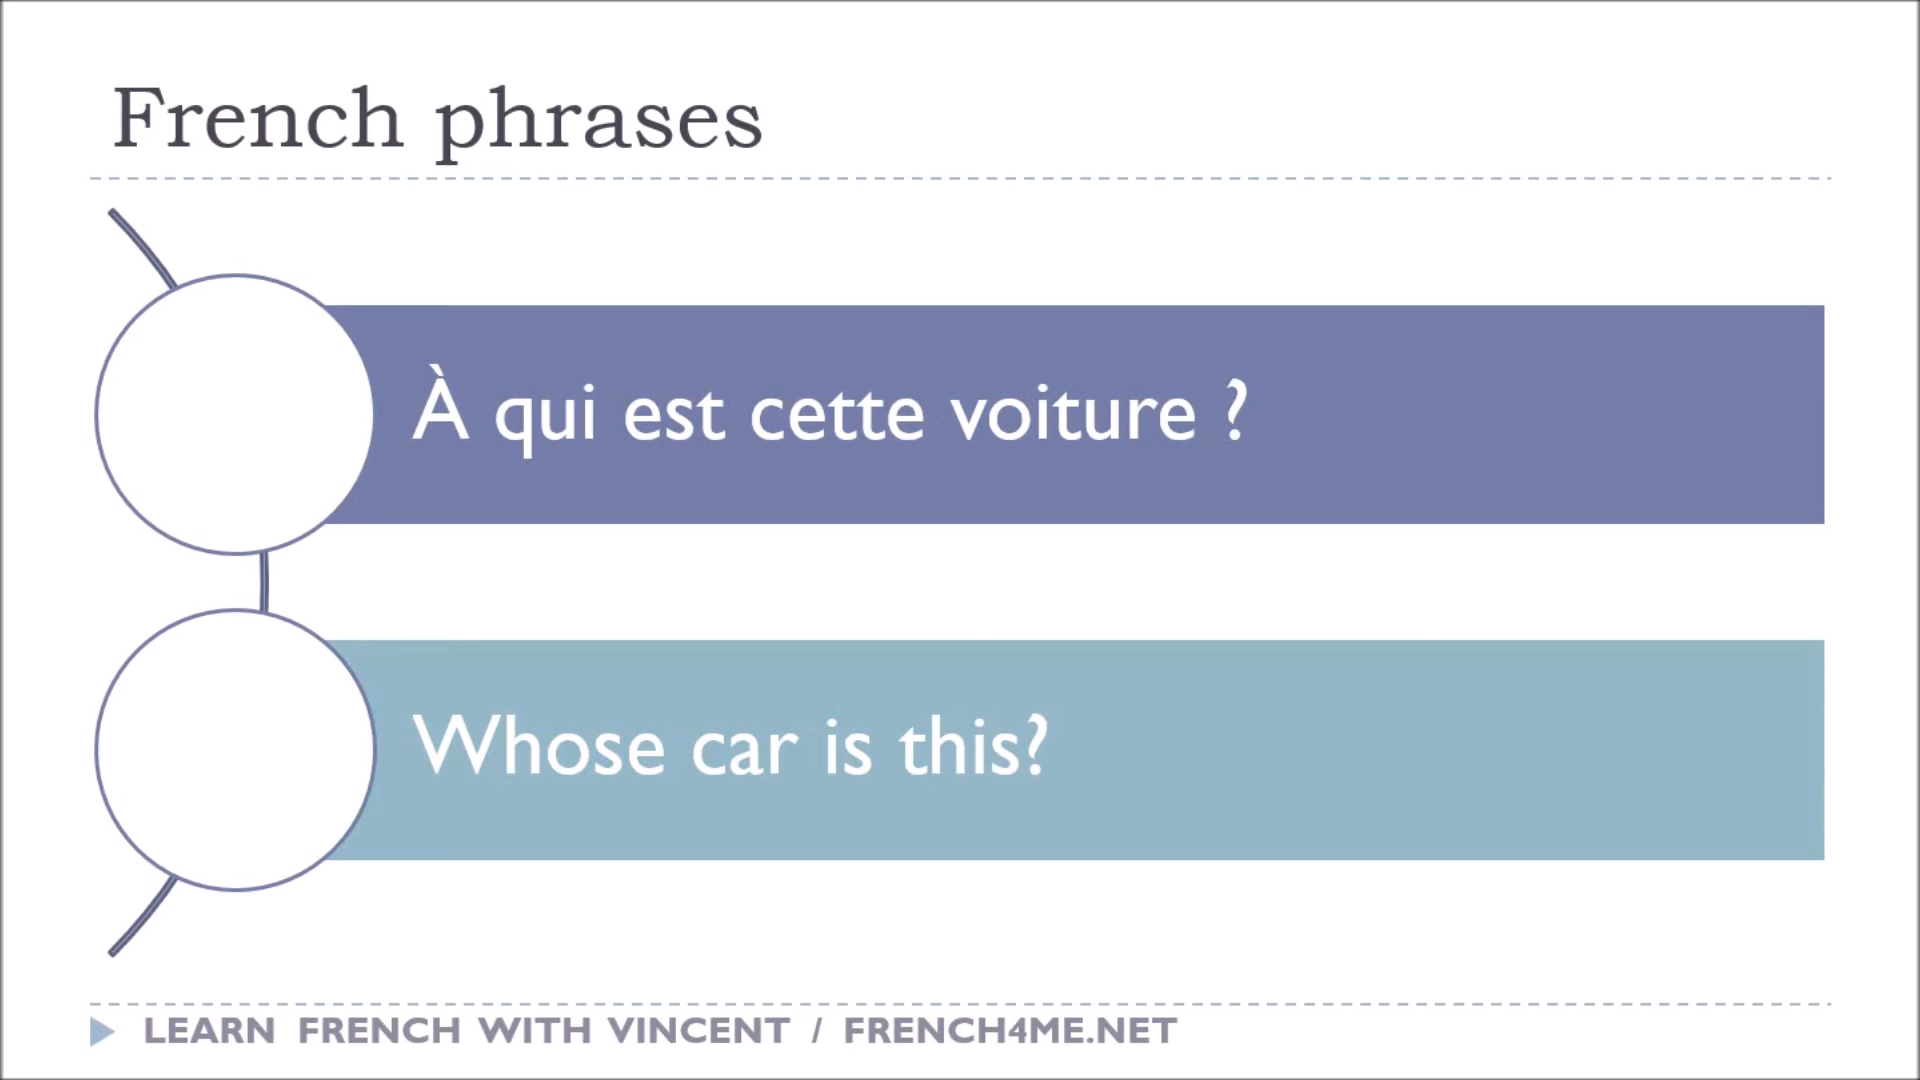 French phrases
À qui est cette voiture ?
Whose car is this?
LEARN FRENCH WITH VINCENT / FRENCH4ME.NET